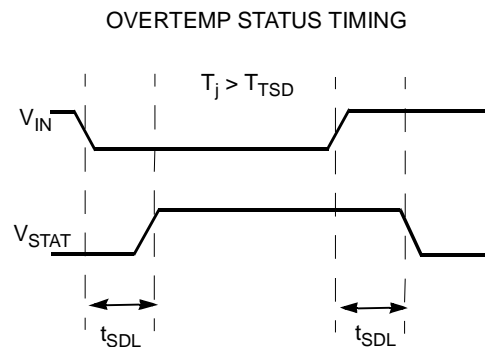 OVERTEMP STATUS TIMING
Tj > TTSD
VIN
VSTAT
tSDL
tSDL